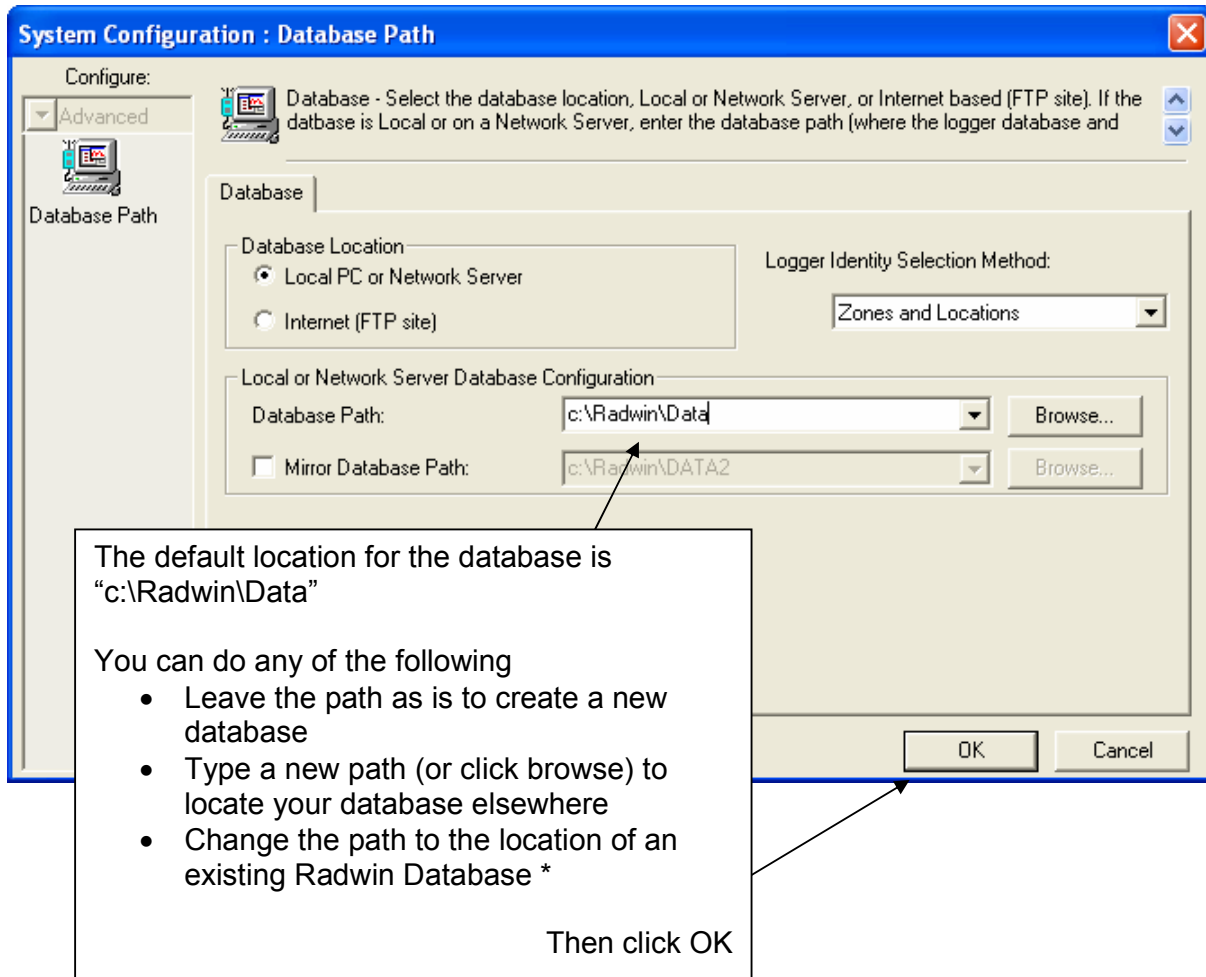 System Configuration : Database Path
Configure:
Advanced
Database Path
Database - Select the database location, Local or Network Server, or Internet based (FTP site). If the
datbase is Local or on a Network Server, enter the database path (where the logger database and
Database
Database Location
Local PC or Network Server
Internet (FTP site)
Logger Identity Selection Method:
Zones and Locations
Local or Network Server Database Configuration
Database Path:
c:\Radwin\Data
Browse...
Mirror Database Path:
c:\Radwin\DATA2
Browse...
The default location for the database is
“c:\Radwin\Data”
You can do any of the following
• Leave the path as is to create a new
database
• Type a new path (or click browse) to
locate your database elsewhere
• Change the path to the location of an
existing Radwin Database *
Then click OK
OK
Cancel